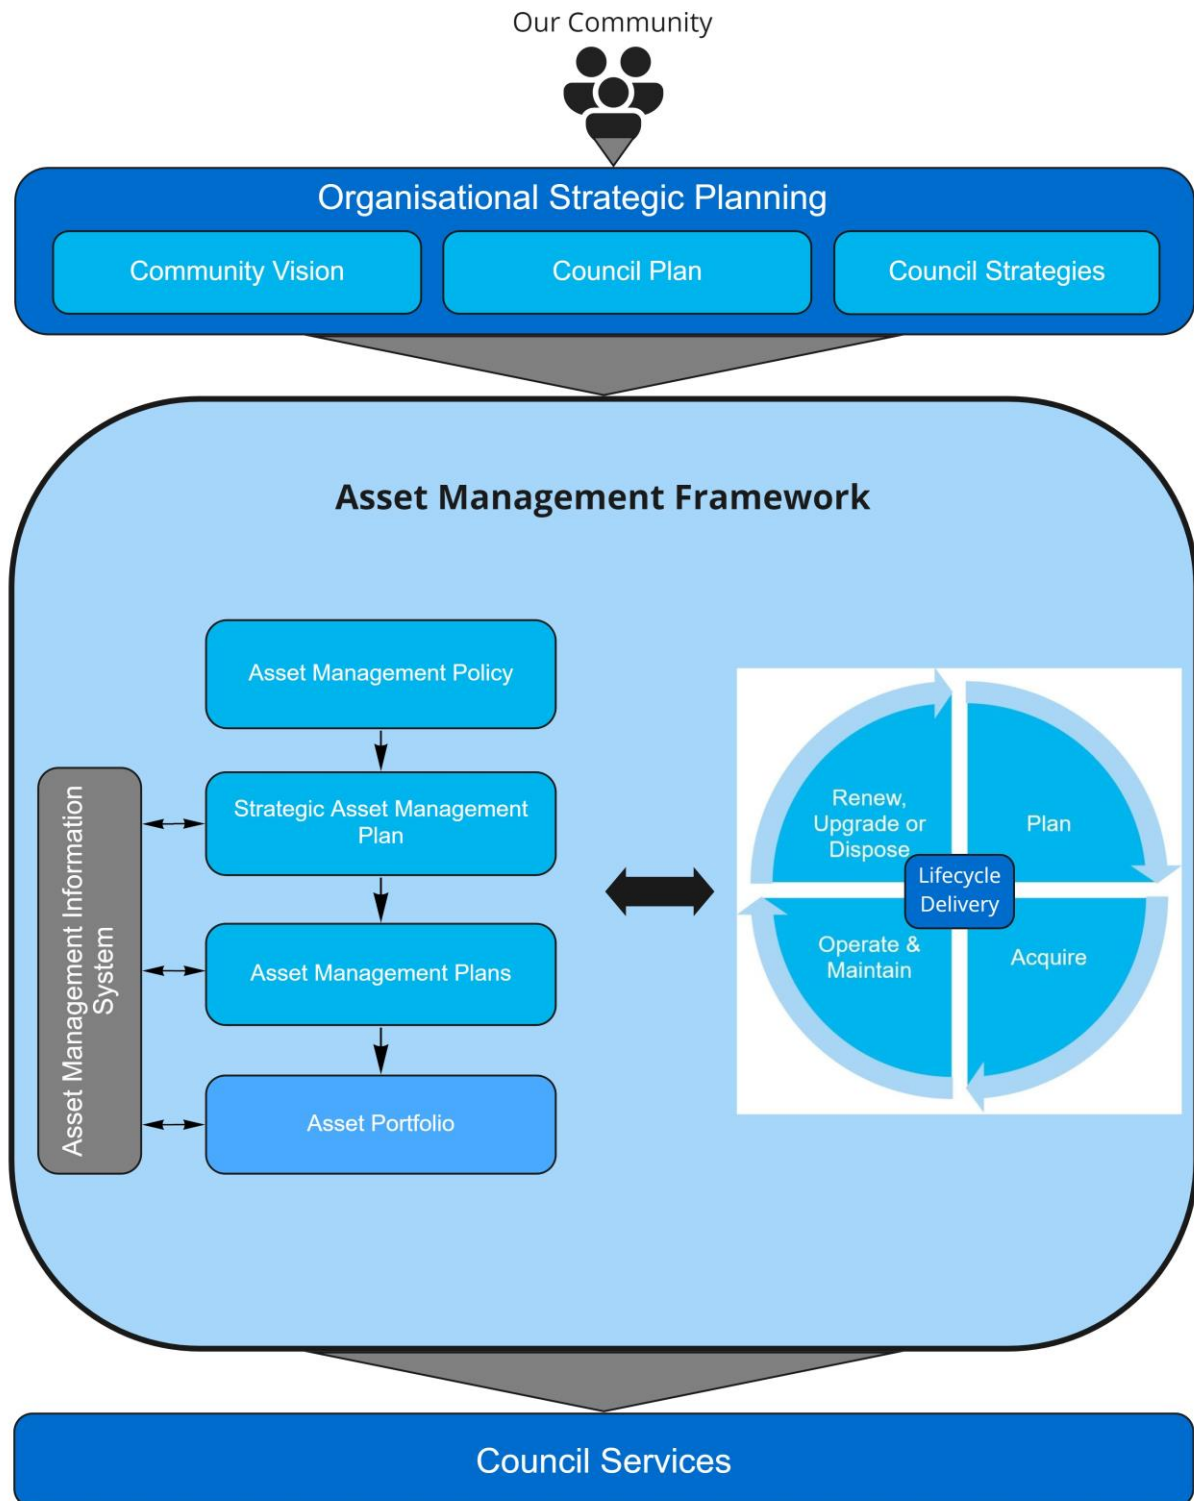 Our Community
Organisational Strategic Planning
Community Vision
Council Plan
Council Strategies
Asset Management Framework
Asset Management Policy
Strategic Asset Management
Plan
Asset Management Plans
Asset Portfolio
Asset Management Information
System
Renew,
Upgrade or
Dispose
Plan
Lifecycle
Delivery
Operate &
Maintain
Acquire
Council Services